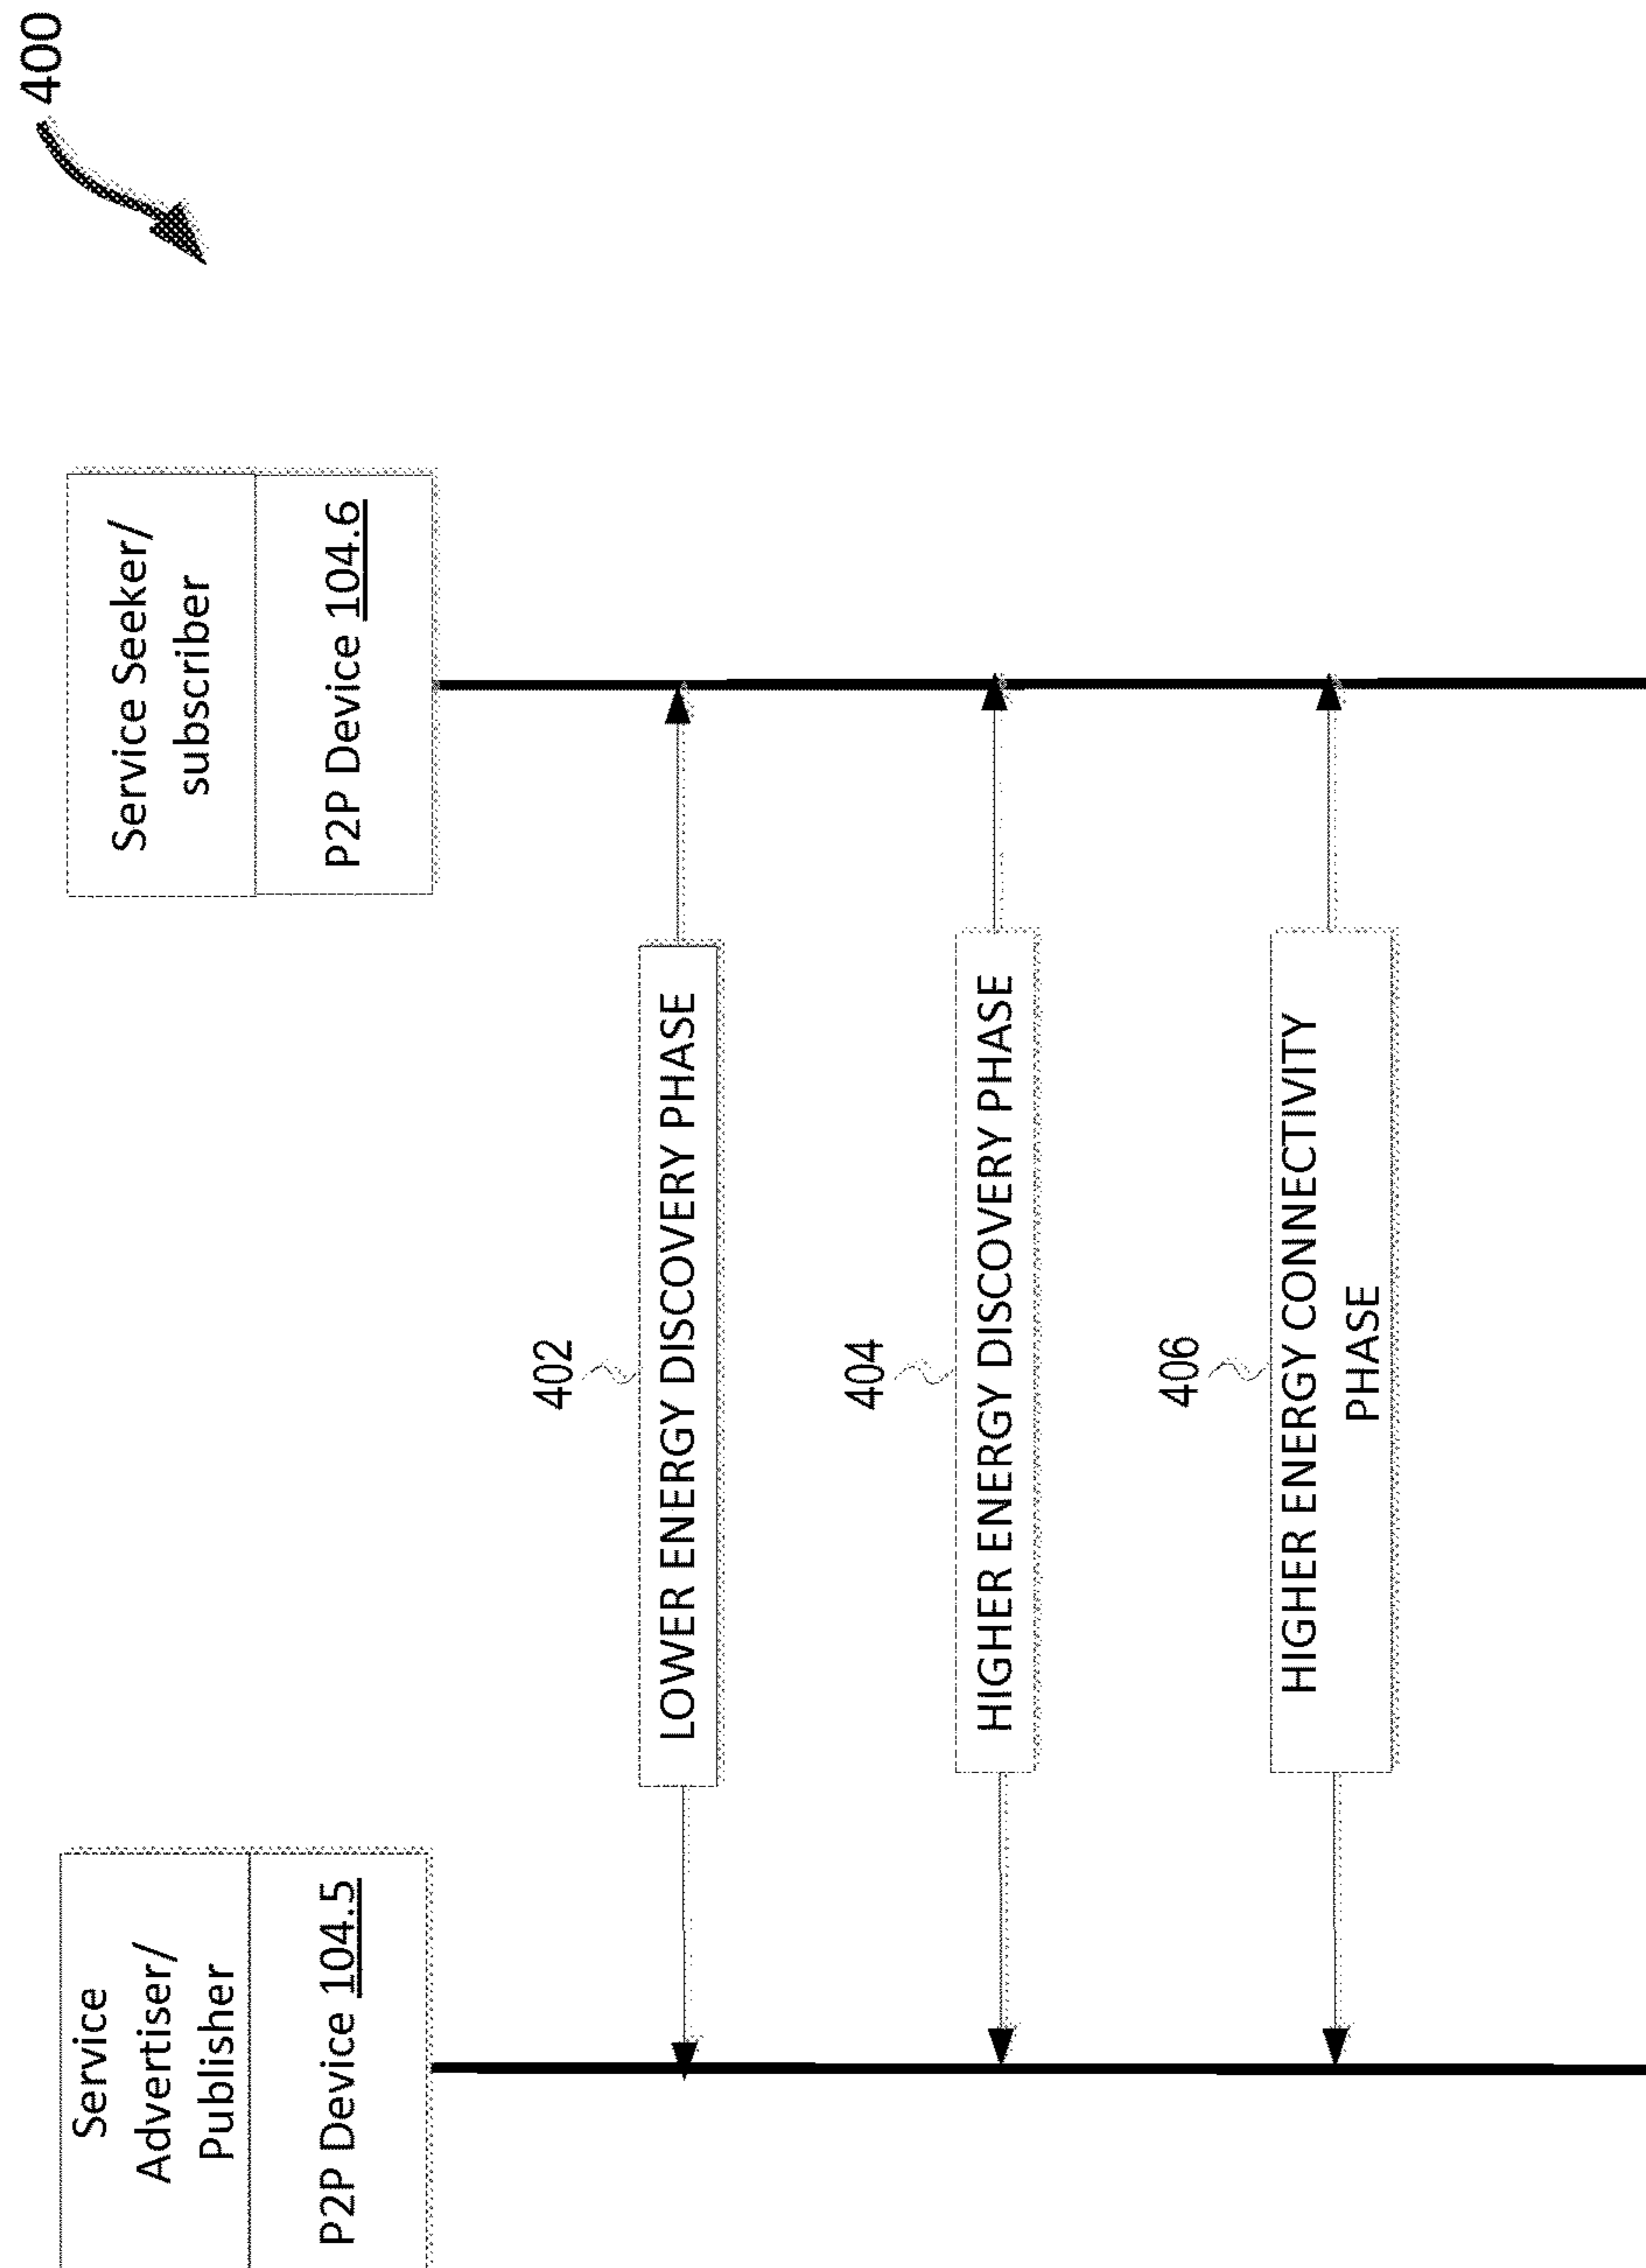 400
Service
Advertiser/
Publisher
P2P Device 104.5
Service Seeker/
subscriber
P2P Device 104.6
402
LOWER ENERGY DISCOVERY PHASE
404
HIGHER ENERGY DISCOVERY PHASE
406
HIGHER ENERGY CONNECTIVITY
PHASE